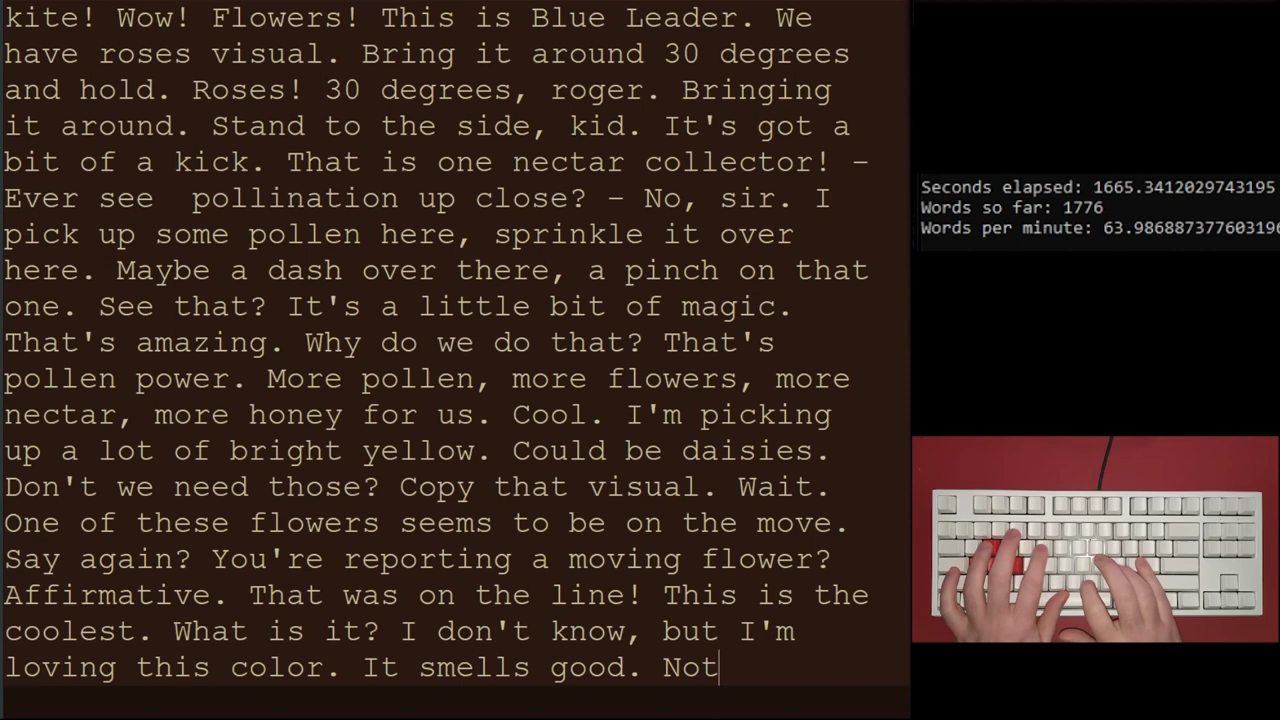 kite! Wow! Flowers! This is Blue Leader. We
have roses visual. Bring it around 30 degrees
and hold. Roses! 30 degrees, roger. Bringing
it around. Stand to the side, kid. It's got a
bit of a kick. That is one nectar collector! -
Ever see  pollination up close? - No, sir. I
pick up some pollen here, sprinkle it over
here. Maybe a dash over there, a pinch on that
one. See that? It's a little bit of magic.
That's amazing. Why do we do that? That's
pollen power. More pollen, more flowers, more
nectar, more honey for us. Cool. I'm picking
up a lot of bright yellow. Could be daisies.
Don't we need those? Copy that visual. Wait.
One of these flowers seems to be on the move.
Say again? You're reporting a moving flower?
Affirmative. That was on the line! This is the
coolest. What is it? I don't know, but I'm
loving this color. It smells good. Not
Seconds elapsed: 1665.3412029743195
Words so far: 1776
Words per minute: 63.986887377603196